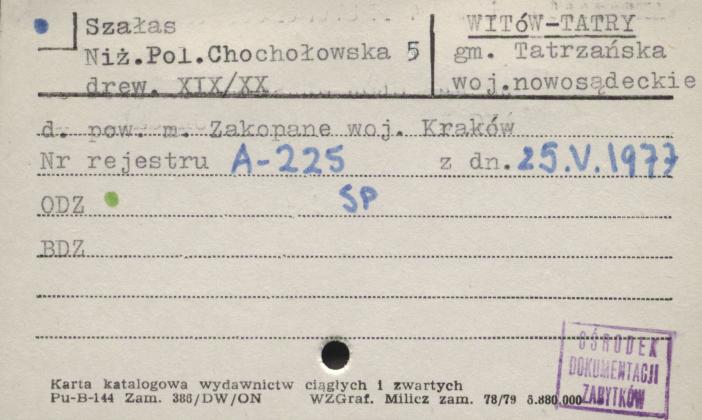 Szałas
Niż.Pol.Chochołowska 5
drew. XIX/XX
WITóW-TATRY
gm. Tatrzańska
woj.nowosądeckie
d. pow. m. Zakopane woj. Kraków
Nr rejestru A-225 z dn. 25.V.1977
ODZ SP
BDZ
Karta katalogowa wydawnictw ciągłych i zwartych
Pu-B-144 Zam. 386/DW/ON WZGraf. Milicz zam. 78/79 5.880.000
OŚRODEK
DOKUMENTACJI
ZABYTKÓW